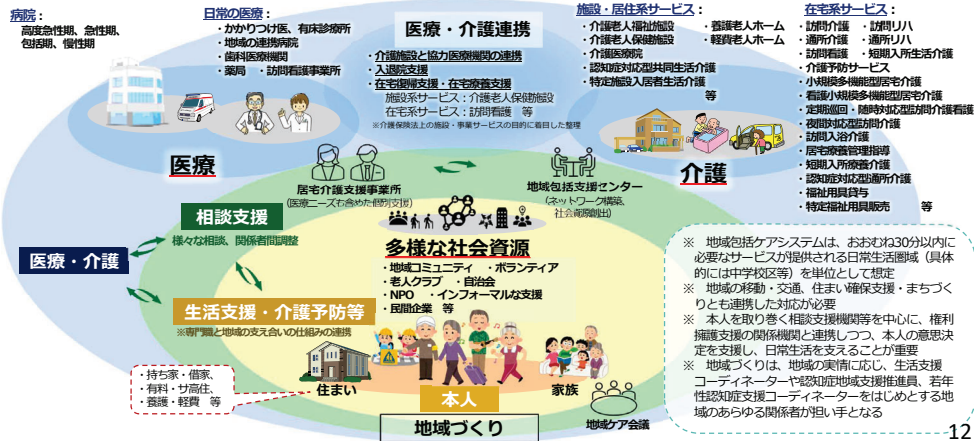 病院：
高度急性期、急性期、
包括期、慢性期
日常の医療：
・かかりつけ医、有床診療所
・地域の連携病院
・歯科医療機関
・薬局　・訪問看護事業所
医療・介護連携
・介護施設と協力医療機関の連携
・入退院支援
・在宅復帰支援・在宅療養支援
施設系サービス：介護老人保健施設
在宅系サービス：訪問看護　等
※介護保険法上の施設・事業サービスの目的に着目した整理
施設・居住系サービス：
・介護老人福祉施設　・養護老人ホーム
・介護老人保健施設　・軽費老人ホーム
・介護医療院
・認知症対応型共同生活介護
・特定施設入居者生活介護
等
在宅系サービス：
・訪問介護　・訪問リハ
・通所介護　・通所リハ
・訪問看護　・短期入所生活介護
・介護予防サービス
・小規模多機能型居宅介護
・看護小規模多機能型居宅介護
・定期巡回・随時対応型訪問介護看護
・夜間対応型訪問介護
・訪問入浴介護
・居宅療養管理指導
・短期入所療養介護
・認知症対応型通所介護
・福祉用具貸与
・特定福祉用具販売　等
医療
介護
居宅介護支援事業所
(医療ニーズも含めた個別支援)
地域包括支援センター
(ネットワーク構築、
社会資源創出)
相談支援
様々な相談、関係者間調整
医療・介護
多様な社会資源
・地域コミュニティ　・ボランティア
・老人クラブ　・自治会
・NPO　・インフォーマルな支援
・民間企業　等
生活支援・介護予防等
※専門職と地域の支え合いの仕組みの連携
・持ち家・借家、
・有料・サ高住、
・養護・軽費　等
住まい
本人
家族
地域づくり
地域ケア会議
※　地域包括ケアシステムは、おおむね30分以内に
必要なサービスが提供される日常生活圏域（具体
的には中学校区等）を単位として想定
※　地域の移動・交通、住まい確保支援・まちづく
りとも連携した対応が必要
※　本人を取り巻く相談支援機関等を中心に、権利
擁護支援の関係機関と連携しつつ、本人の意思決
定を支援し、日常生活を支えることが重要
※　地域づくりは、地域の実情に応じ、生活支援
コーディネーターや認知症地域支援推進員、若年
性認知症支援コーディネーターをはじめとする地
域のあらゆる関係者が担い手となる
12